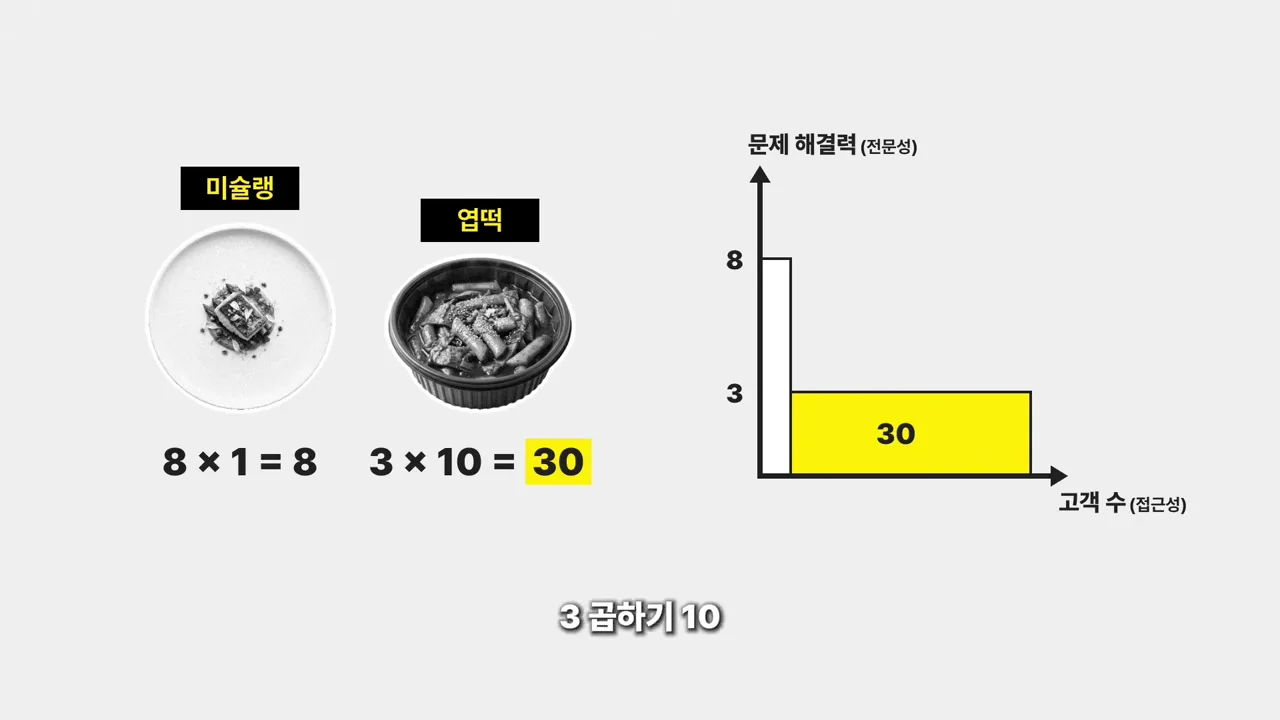 미슐랭
엽떡
8 × 1 = 8
3 × 10 = 30
문제 해결력 (전문성)
8
3
30
고객 수 (접근성)
3 곱하기 10